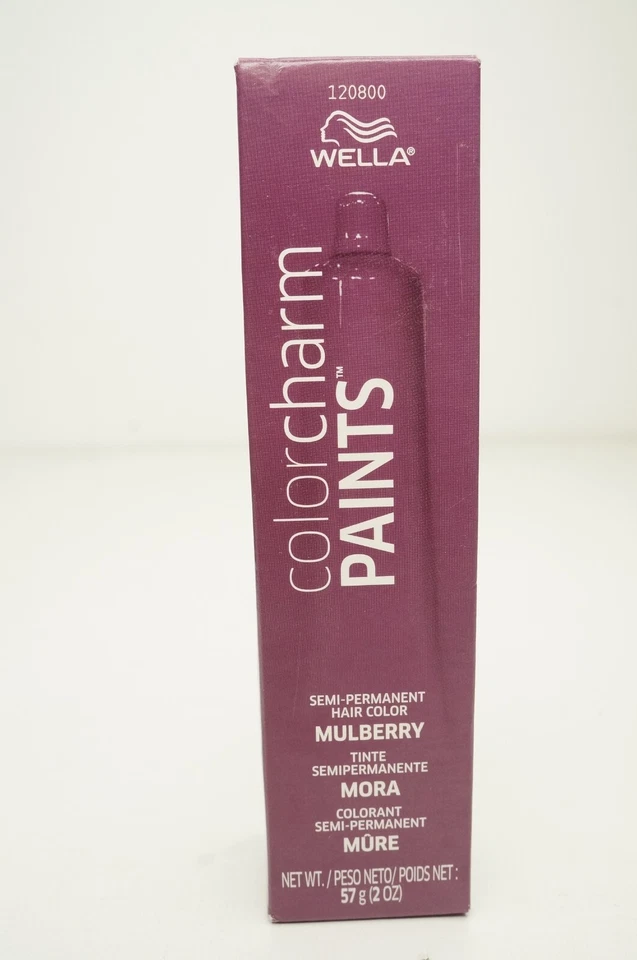 120800
WELLA®
colorcharm
PAINTS™
SEMI-PERMANENT
HAIR COLOR
MULBERRY
TINTE
SEMIPERMANENTE
MORA
COLORANT
SEMI-PERMANENT
MÛRE
NET WT. / PESO NETO/ POIDS NET :
57 g (2 OZ)